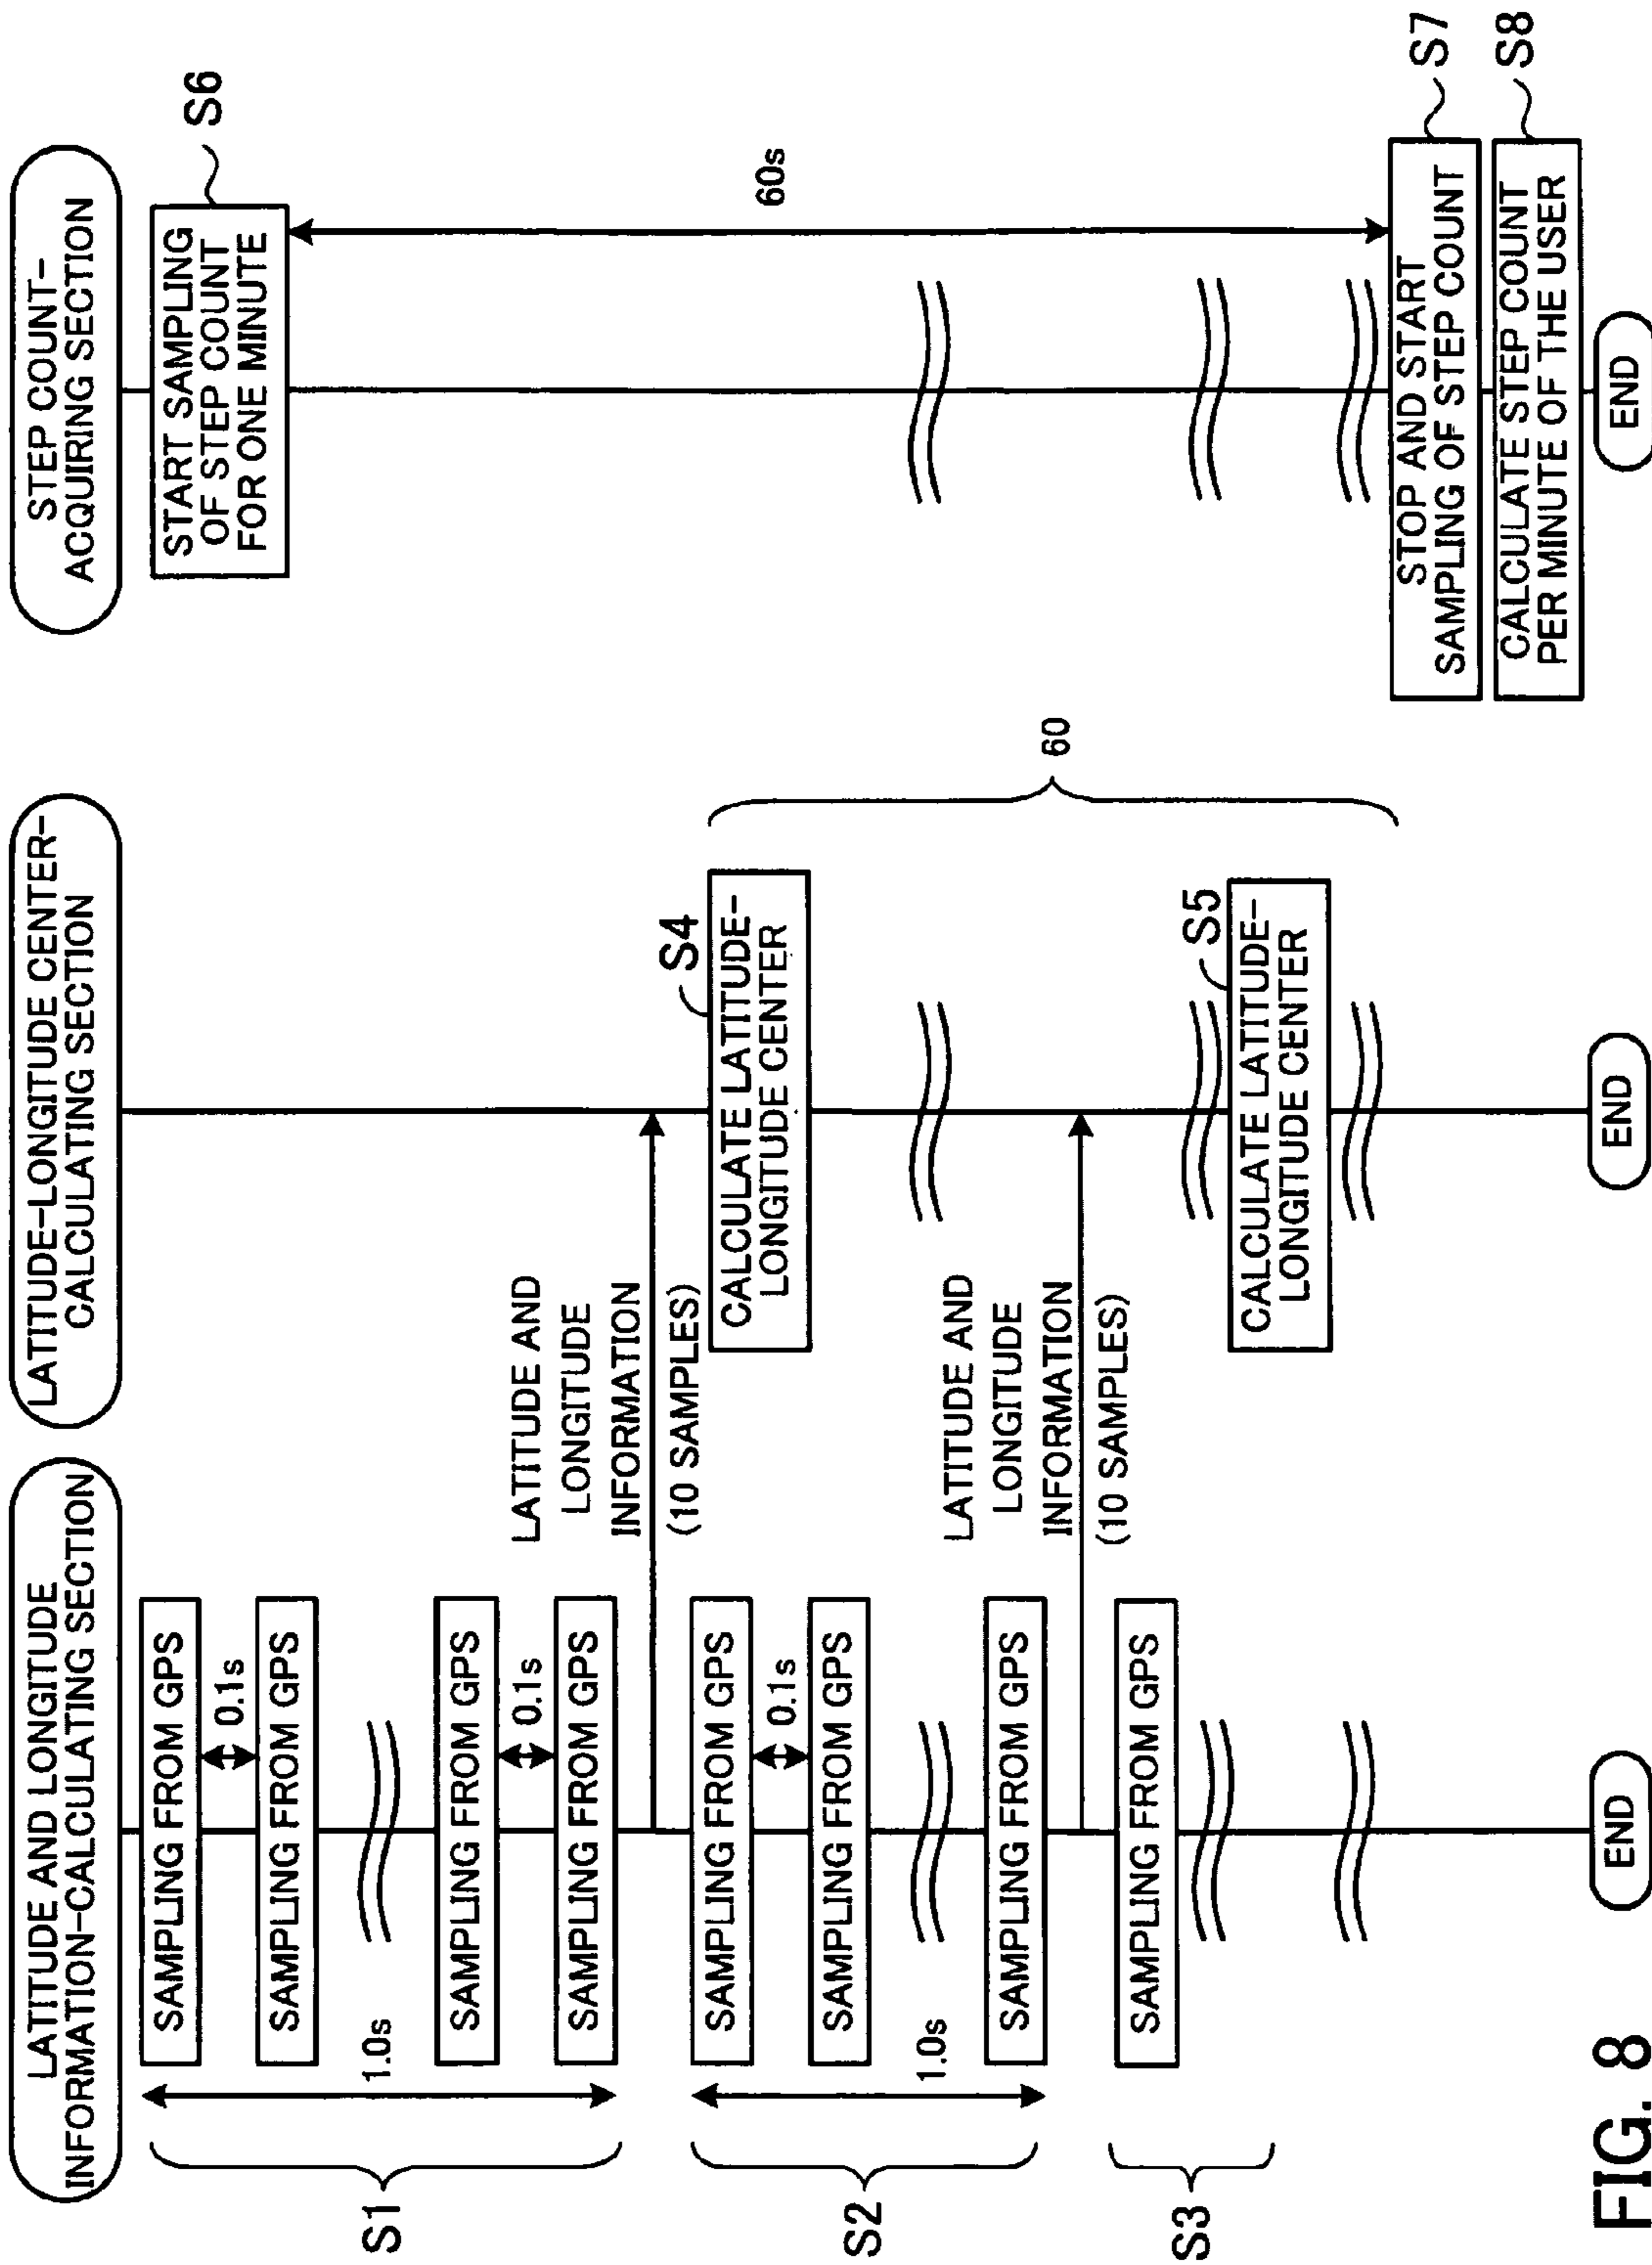 LATITUDE AND LONGITUDE
INFORMATION-CALCULATING SECTION
LATITUDE-LONGITUDE CENTER-
CALCULATING SECTION
STEP COUNT-
ACQUIRING SECTION
S1
1.0s
SAMPLING FROM GPS
0.1s
SAMPLING FROM GPS
SAMPLING FROM GPS
0.1s
SAMPLING FROM GPS
LATITUDE AND
LONGITUDE
INFORMATION
(10 SAMPLES)
S2
1.0s
SAMPLING FROM GPS
0.1s
SAMPLING FROM GPS
SAMPLING FROM GPS
LATITUDE AND
LONGITUDE
INFORMATION
(10 SAMPLES)
S3
SAMPLING FROM GPS
END
S4
CALCULATE LATITUDE-
LONGITUDE CENTER
S5
CALCULATE LATITUDE-
LONGITUDE CENTER
60
END
S6
START SAMPLING
OF STEP COUNT
FOR ONE MINUTE
60s
S7
STOP AND START
SAMPLING OF STEP COUNT
S8
CALCULATE STEP COUNT
PER MINUTE OF THE USER
END
FIG. 8